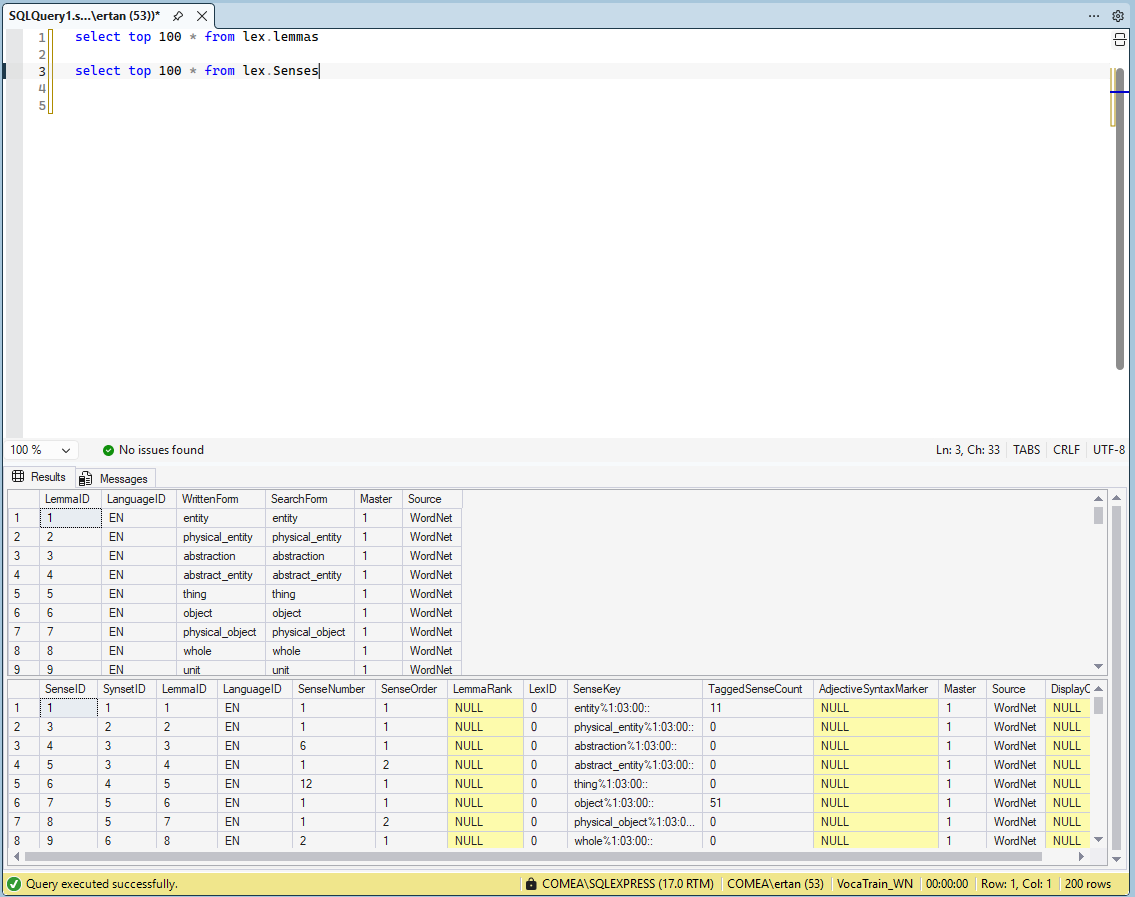 SQLQuery1.s...\ertan (53))*
1 select top 100 * from lex.lemmas
2
3 select top 100 * from lex.Senses
4
5
100 % No issues found Ln: 3, Ch: 33 TABS CRLF UTF-8
Results Messages
LemmaID LanguageID WrittenForm SearchForm Master Source
1 1 EN entity entity 1 WordNet
2 2 EN physical_entity physical_entity 1 WordNet
3 3 EN abstraction abstraction 1 WordNet
4 4 EN abstract_entity abstract_entity 1 WordNet
5 5 EN thing thing 1 WordNet
6 6 EN object object 1 WordNet
7 7 EN physical_object physical_object 1 WordNet
8 8 EN whole whole 1 WordNet
9 9 EN unit unit 1 WordNet
SenseID SynsetID LemmaID LanguageID SenseNumber SenseOrder LemmaRank LexID SenseKey TaggedSenseCount AdjectiveSyntaxMarker Master Source DisplayC
1 1 1 1 EN 1 1 NULL 0 entity%1:03:00:: 11 NULL 1 WordNet NULL
2 3 2 2 EN 1 1 NULL 0 physical_entity%1:03:00:: 0 NULL 1 WordNet NULL
3 4 3 3 EN 6 1 NULL 0 abstraction%1:03:00:: 0 NULL 1 WordNet NULL
4 5 3 4 EN 1 2 NULL 0 abstract_entity%1:03:00:: 0 NULL 1 WordNet NULL
5 6 4 5 EN 12 1 NULL 0 thing%1:03:00:: 0 NULL 1 WordNet NULL
6 7 5 6 EN 1 1 NULL 0 object%1:03:00:: 51 NULL 1 WordNet NULL
7 8 5 7 EN 1 2 NULL 0 physical_object%1:03:0... 0 NULL 1 WordNet NULL
8 9 6 8 EN 2 1 NULL 0 whole%1:03:00:: 0 NULL 1 WordNet NULL
Query executed successfully. COMEA\SQLEXPRESS (17.0 RTM) COMEA\ertan (53) VocaTrain_WN 00:00:00 Row: 1, Col: 1 200 rows